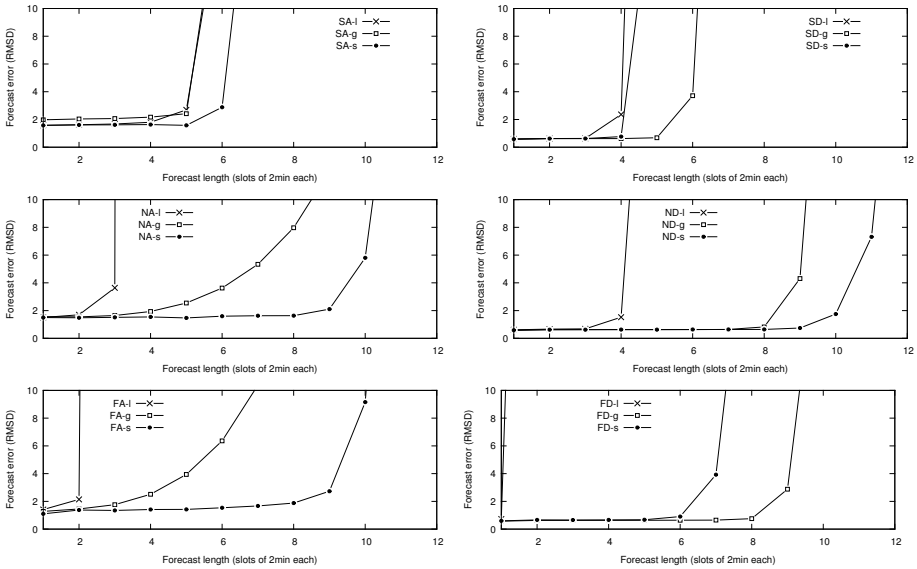 Forecast error (RMSD)
10
8
6
4
2
0
SA-l
SA-g
SA-s
2
4
6
8
10
12
Forecast length (slots of 2min each)
Forecast error (RMSD)
10
8
6
4
2
0
SD-l
SD-g
SD-s
2
4
6
8
10
12
Forecast length (slots of 2min each)
Forecast error (RMSD)
10
8
6
4
2
0
NA-l
NA-g
NA-s
2
4
6
8
10
12
Forecast length (slots of 2min each)
Forecast error (RMSD)
10
8
6
4
2
0
ND-l
ND-g
ND-s
2
4
6
8
10
12
Forecast length (slots of 2min each)
Forecast error (RMSD)
10
8
6
4
2
0
FA-l
FA-g
FA-s
2
4
6
8
10
12
Forecast length (slots of 2min each)
Forecast error (RMSD)
10
8
6
4
2
0
FD-l
FD-g
FD-s
2
4
6
8
10
12
Forecast length (slots of 2min each)